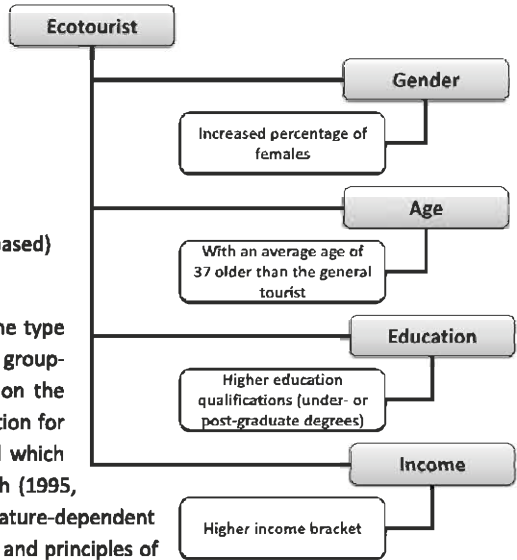 Ecotourist
Gender
Increased percentage of
females
Age
With an average age of
37 older than the general
tourist
Education
Higher education
qualifications (under- or
post-graduate degrees)
Income
Higher income bracket
ased)
ne type
group-
on the
tion for
which
h (1995,
ature-dependent
and principles of